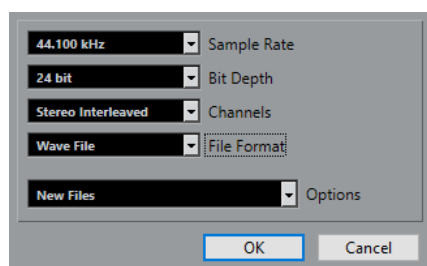 44.100 kHz Sample Rate
24 bit Bit Depth
Stereo Interleaved Channels
Wave File File Format
New Files Options
OK Cancel